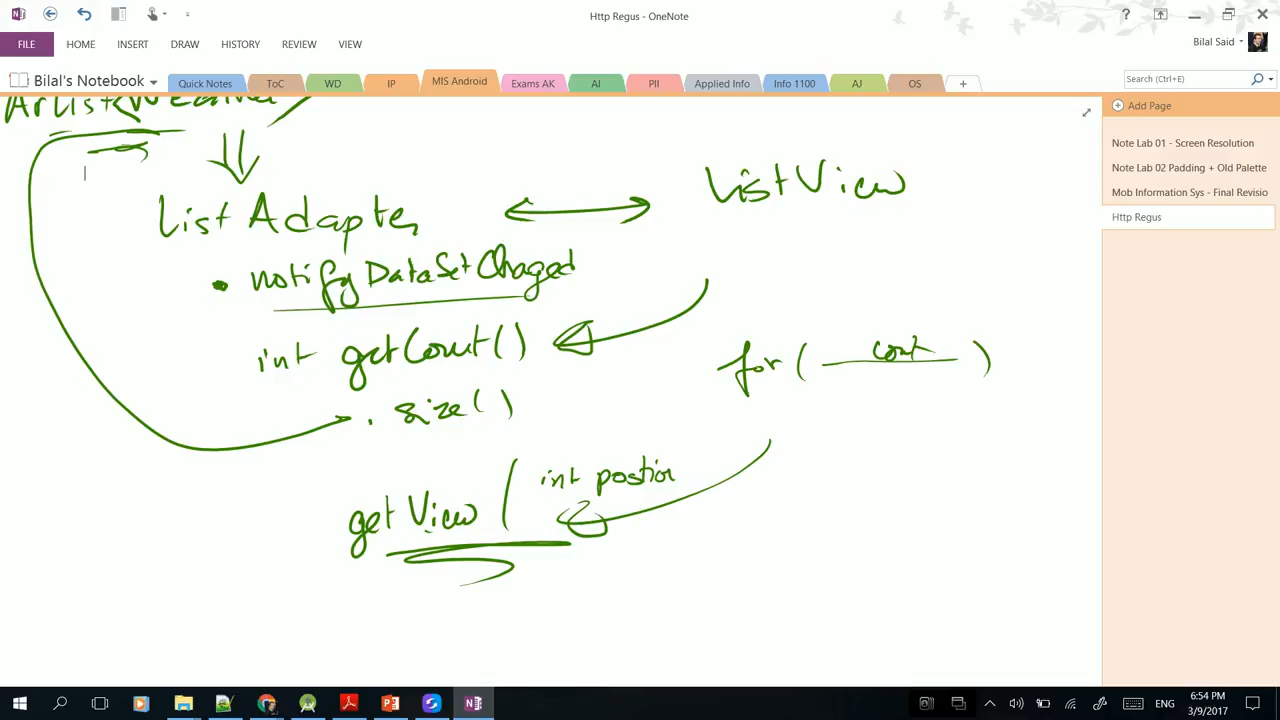 Http Regus - OneNote
FILE HOME INSERT DRAW HISTORY REVIEW VIEW
Bilal Said
Bilal's Notebook
Quick Notes ToC WD IP MIS Android Exams AK AI PII Applied Info Info 1100 AJ OS
Search (Ctrl+E)
Add Page
Note Lab 01 - Screen Resolution
Note Lab 02 Padding + Old Palette
Mob Information Sys - Final Revisio
Http Regus
List Adapter
ListView
• notifyDataSetChaged
int getCount()
for( cont )
. size()
getView( int postion
ENG
6:54 PM
3/9/2017